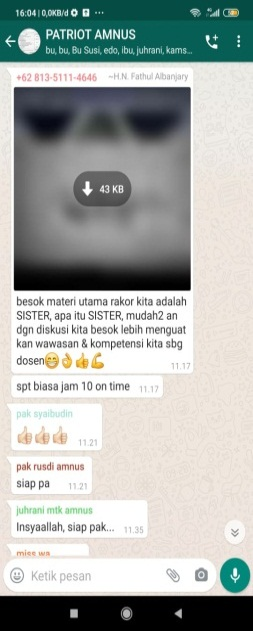 16:04 | 0,0KB/d
PATRIOT AMNUS
bu, bu, Bu Susi, edo, ibu, juhrani, kams...
+62 813-5111-4646 ~H.N. Fathul Albanjary
43 KB
besok materi utama rakor kita adalah
SISTER, apa itu SISTER, mudah2 an
dgn diskusi kita besok lebih menguat
kan wawasan & kompetensi kita sbg
dosen😁👌👍💪
11.17
spt biasa jam 10 on time 11.17
pak syaibudin
👍🏻👍🏻👍🏻 11.21
pak rusdi amnus
siap pa 11.21
juhrani mtk amnus
Insyaallah, siap pak... 11.35
miss wa
Ketik pesan